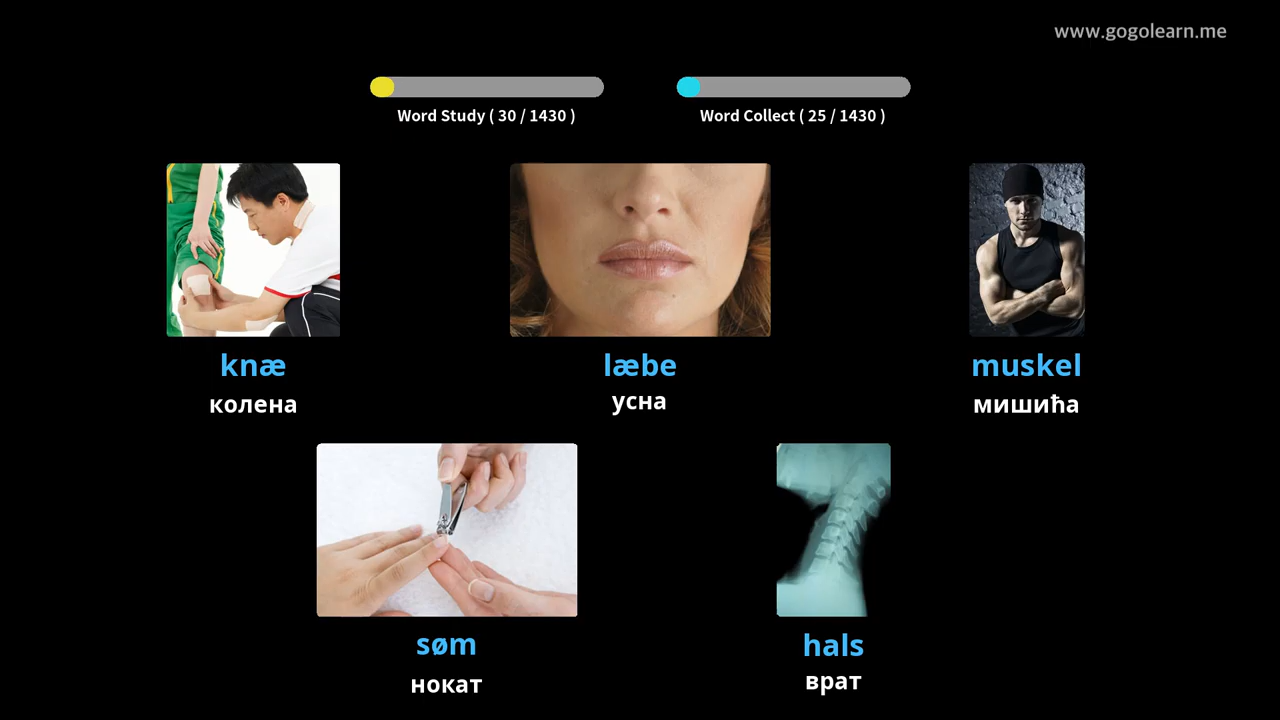 www.gogolearn.me
Word Study ( 30 / 1430 )
Word Collect ( 25 / 1430 )
knæ
колена
læbe
усна
muskel
мишића
søm
нокат
hals
врат